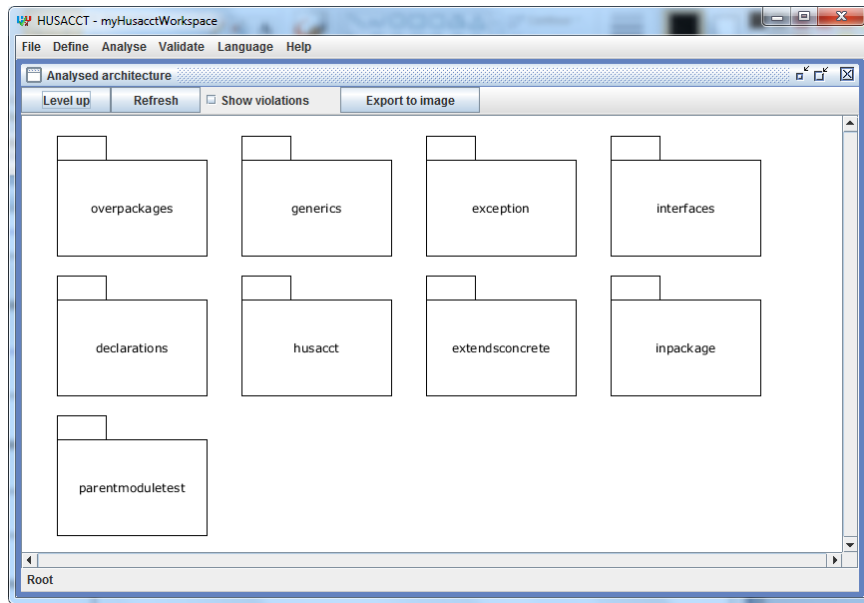 HUSACCT - myHusacctWorkspace
File Define Analyse Validate Language Help
Analysed architecture
Level up Refresh Show violations Export to image
overpackages generics exception interfaces
declarations husacct extendsconcrete inpackage
parentmoduletest
Root